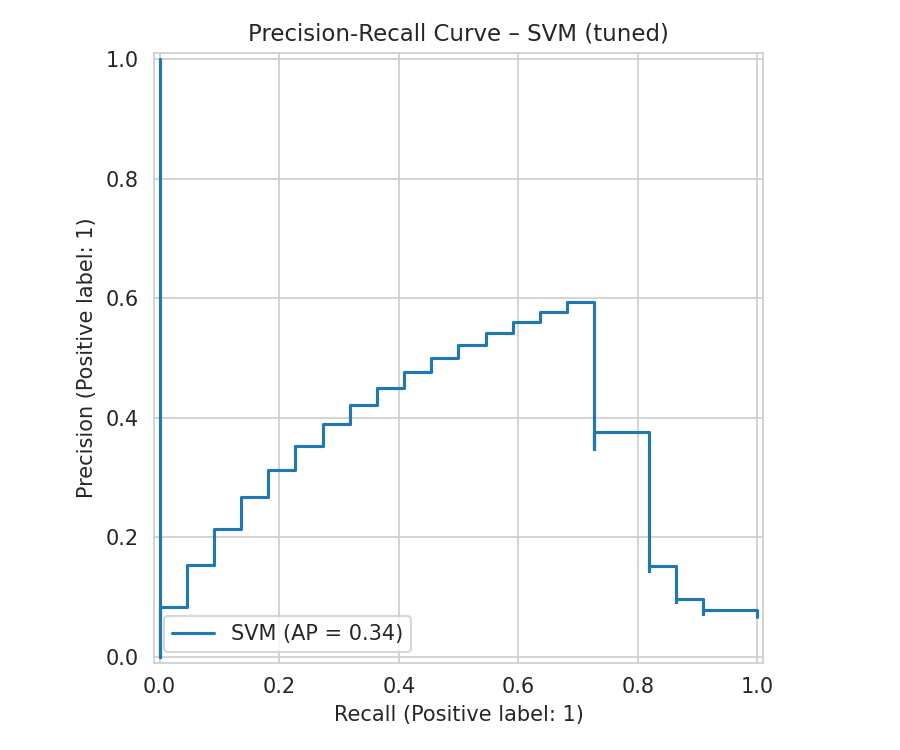 Precision-Recall Curve – SVM (tuned)
1.0
0.8
0.6
0.4
0.2
0.0
Precision (Positive label: 1)
SVM (AP = 0.34)
0.0 0.2 0.4 0.6 0.8 1.0
Recall (Positive label: 1)